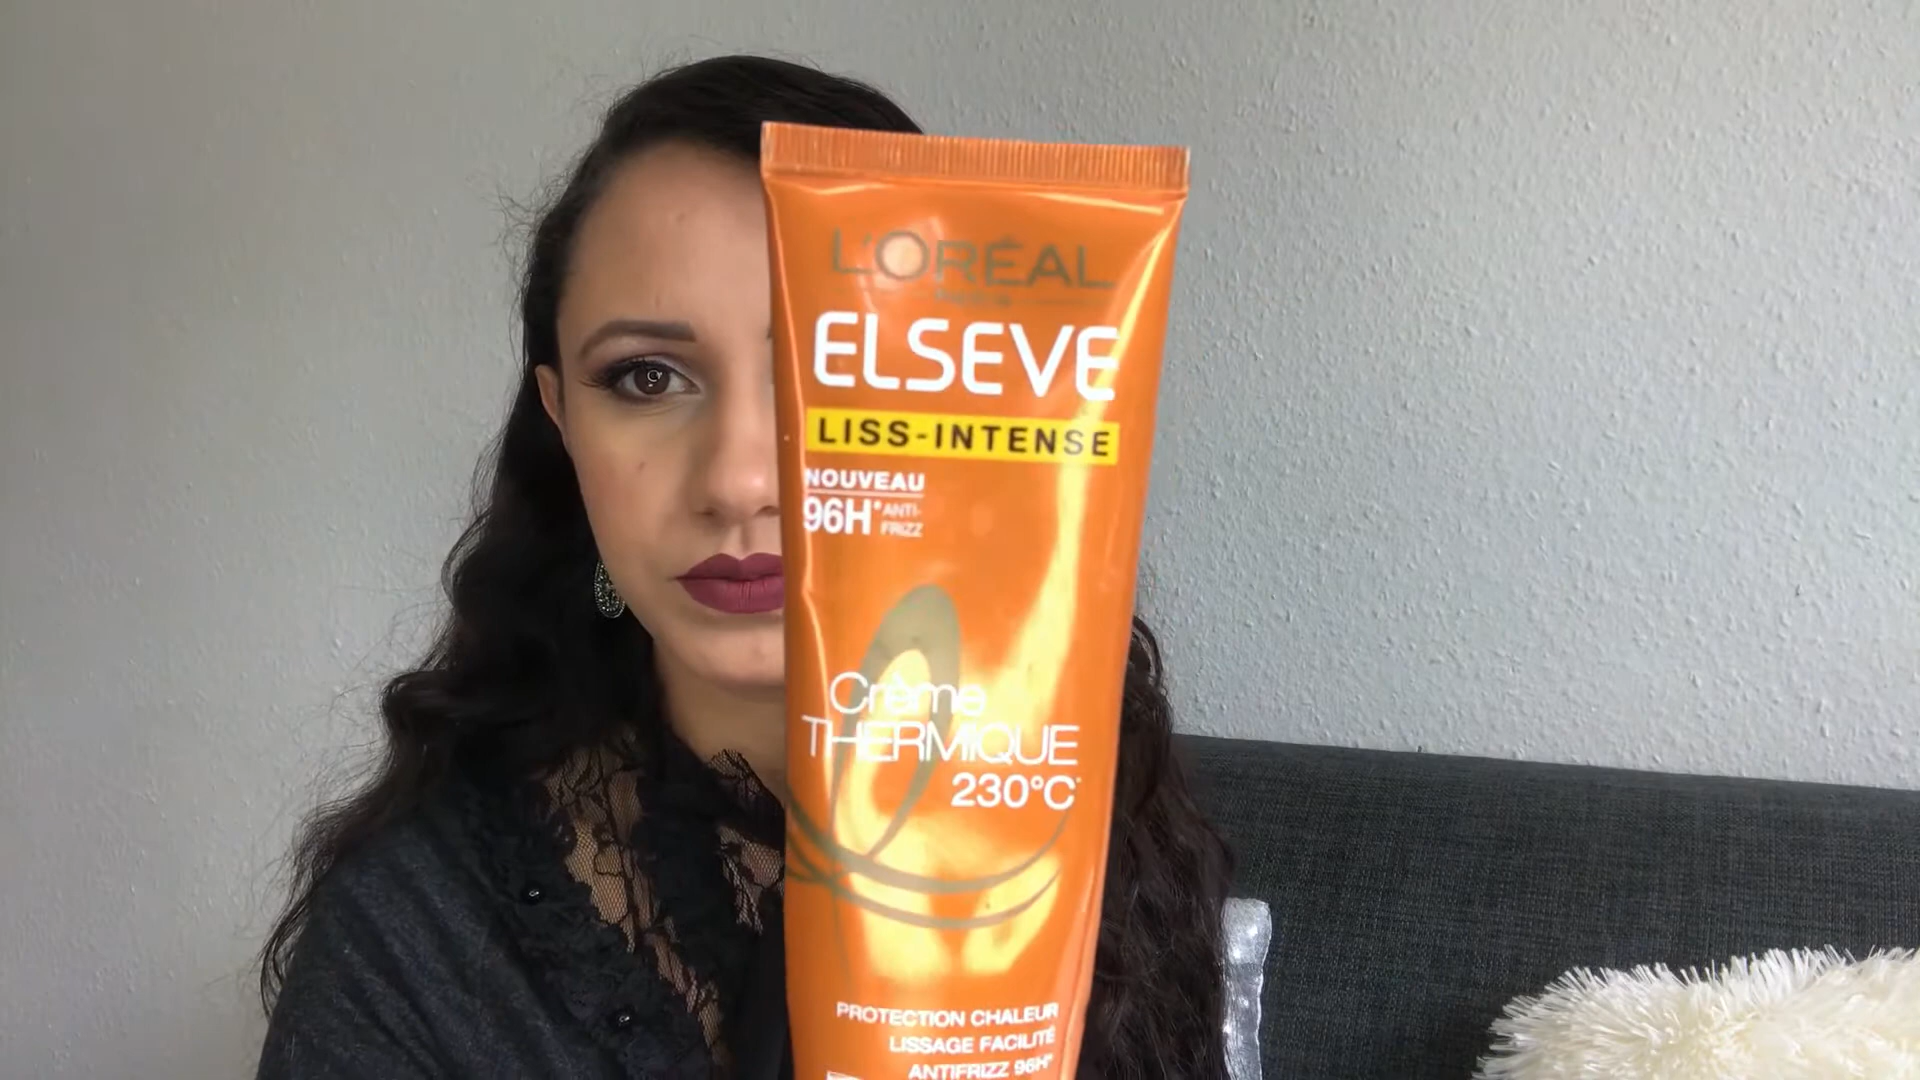 L'ORÉAL
PARIS
ELSEVE
LISS-INTENSE
NOUVEAU
96H* ANTI-
FRIZZ
Crème
THERMIQUE
230°C*
PROTECTION CHALEUR
LISSAGE FACILITÉ
ANTIFRIZZ 96H*